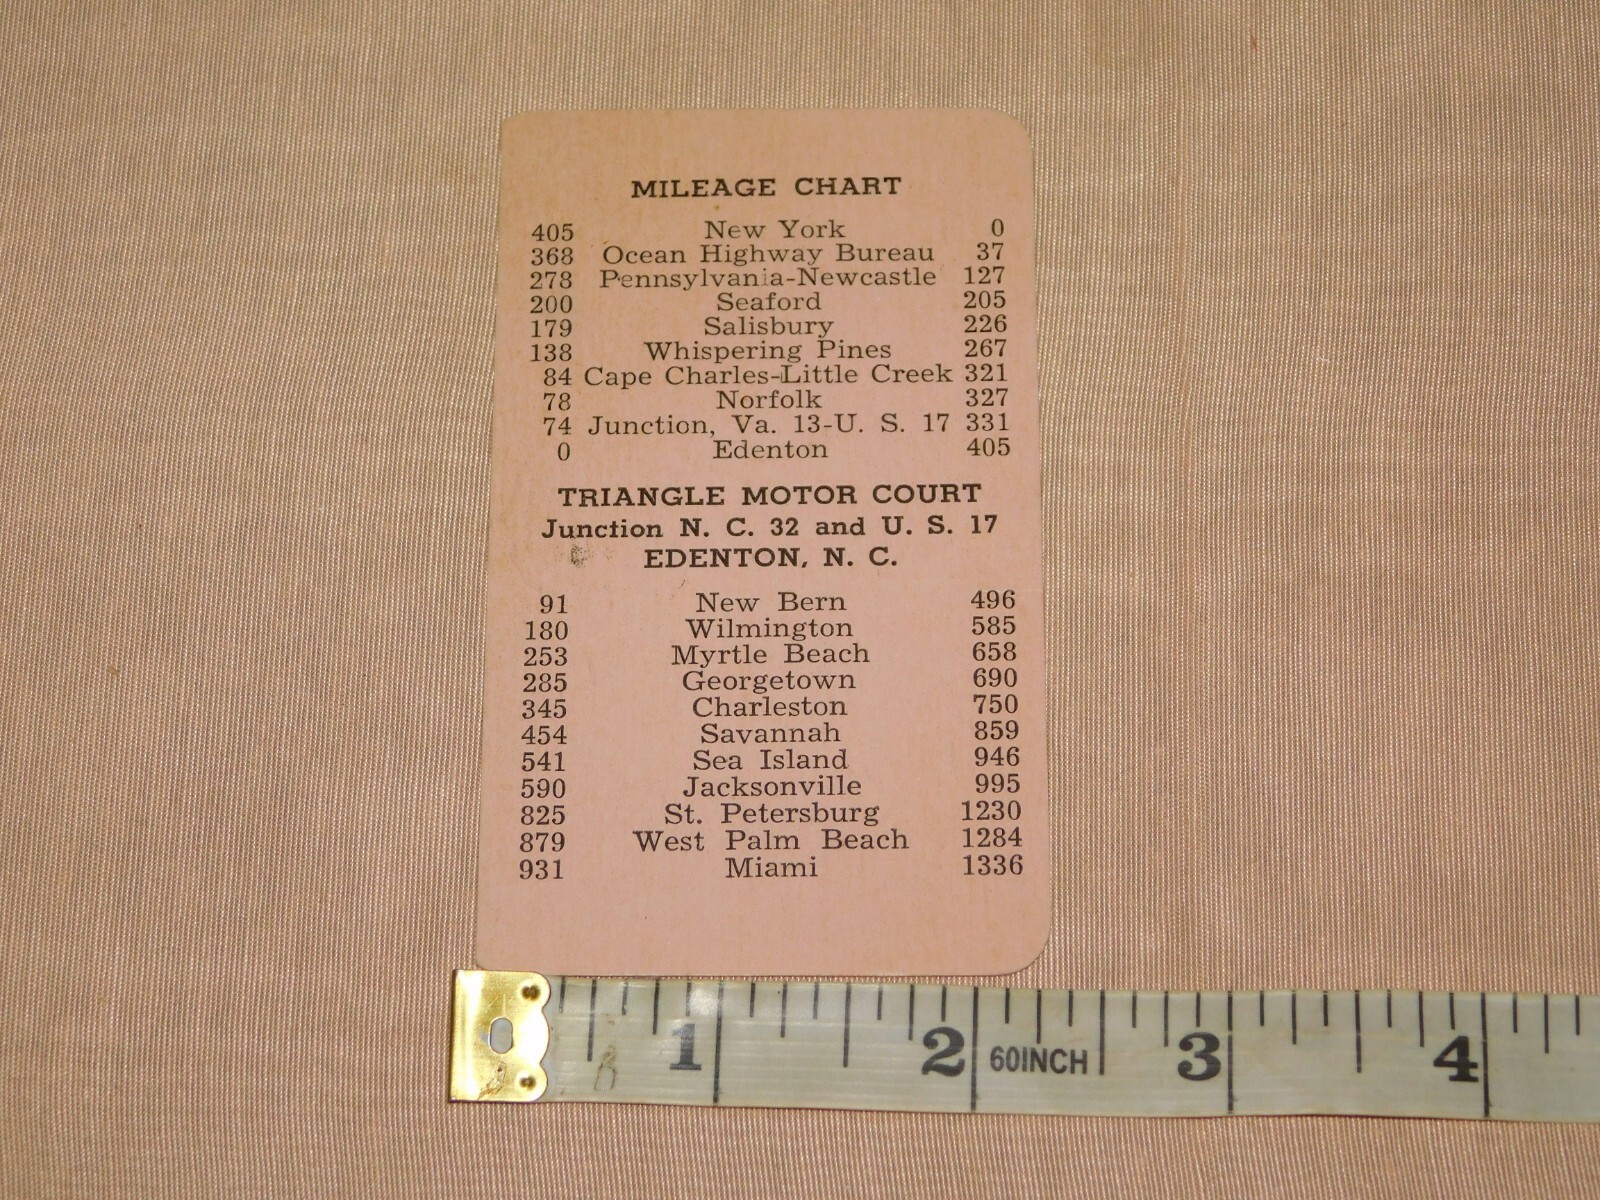 MILEAGE CHART
405 New York 0
368 Ocean Highway Bureau 37
278 Pennsylvania-Newcastle 127
200 Seaford 205
179 Salisbury 226
138 Whispering Pines 267
84 Cape Charles-Little Creek 321
78 Norfolk 327
74 Junction, Va. 13-U. S. 17 331
0 Edenton 405
TRIANGLE MOTOR COURT
Junction N. C. 32 and U. S. 17
EDENTON, N. C.
91 New Bern 496
180 Wilmington 585
253 Myrtle Beach 658
285 Georgetown 690
345 Charleston 750
454 Savannah 859
541 Sea Island 946
590 Jacksonville 995
825 St. Petersburg 1230
879 West Palm Beach 1284
931 Miami 1336
1 2 60INCH 3 4